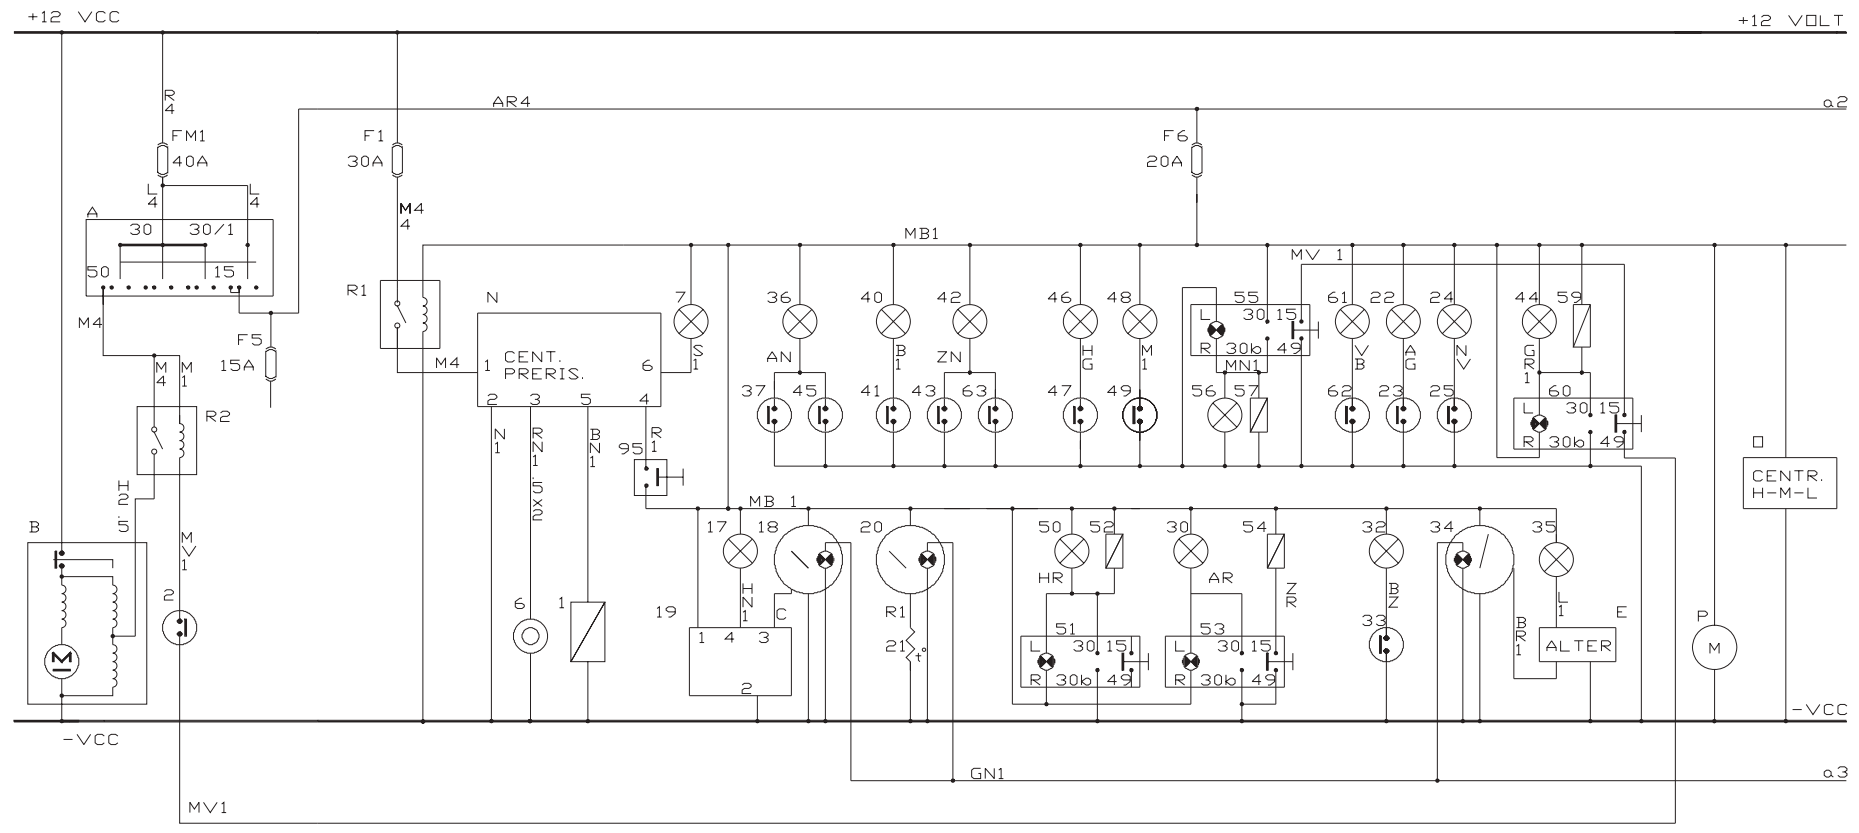 +12 VCC
+12 VOLT
R 4
AR4
a2
FM1
40A
F1
30A
F6
20A
L 4
L 4
A
M4 4
30
30/1
MB1
50
15
MV 1
R1
N
7
36
40
42
46
48
55
61
22
24
44
59
L
30
15
M4
F5
15A
M4
1
CENT.
PRERIS.
6
S 1
AN
B 1
ZN
H G
M 1
R
30b
49
MN1
V B
A G
N V
G R 1
M 4
M 1
2
3
5
4
37
45
41
43
63
47
49
56
57
62
23
25
60
R2
L
30
15
N 1
R N 1 . 5 x 2
B N 1
R 1
95
R
30b
49
O
CENTR.
H-M-L
H 2 . 5
MB 1
B
M V 1
17
18
20
50
52
30
54
32
34
35
HR
AR
Z R
B Z
H N 1
C
R1
L 1
2
6
1
19
1
4
3
2
21
t°
51
53
33
B R 1
E
ALTER
P
M
M
L
30
15
L
30
15
R
30b
49
R
30b
49
-VCC
-VCC
GN1
a3
MV1